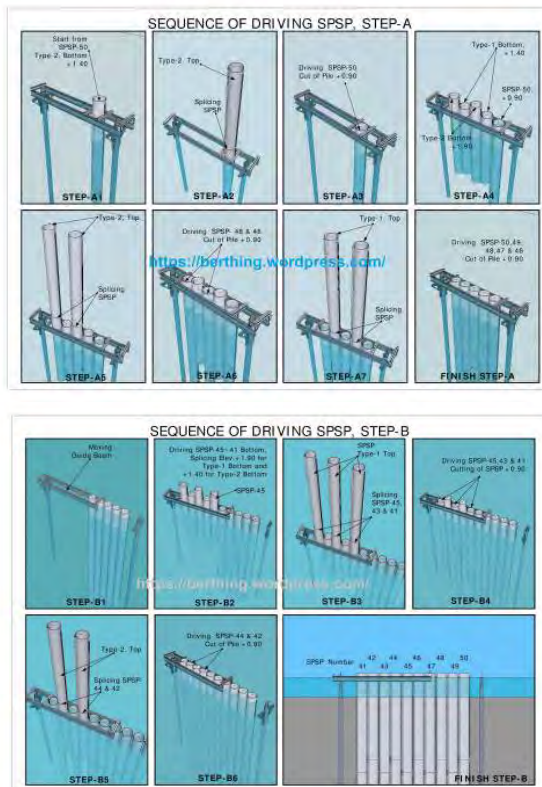 SEQUENCE OF DRIVING SPSP, STEP-A
Start from
SPSP-50
Type-2, Bottom
+1.40
STEP-A1
Type-2, Top
Splicing
SPSP
STEP-A2
Driving SPSP-50
Cut of Pile +0.90
STEP-A3
Type-1 Bottom,
+1.40
SPSP-50,
+0.90
Bottom
+1.90
STEP-A4
Type-2, Top
Splicing
SPSP
STEP-A5
Driving SPSP-
Cut of Pile +0.90
STEP-A6
Type-1, Top
Splicing
SPSP
STEP-A7
Driving SPSP-50,49,
48,47 & 46
Cut of Pile +0.90
FINISH STEP-A
https://berthing.wordpress.com/
SEQUENCE OF DRIVING SPSP, STEP-B
Moving
Guide Beam
STEP-B1
Driving SPSP-45~41 Bottom,
Splicing Elev.+1.90 for
Type-1 Bottom and
+1.40 for Type-2 Bottom
SPSP-45
STEP-B2
SPSP
Type-1 Top
Splicing
SPSP-45,
43 & 41
STEP-B3
Driving SPSP-45,43 & 41
Cutting of SPSP +0.90
STEP-B4
https://berthing.wordpress.com/
Type-2, Top
Splicing SPSP-
44 & 42
STEP-B5
Driving SPSP-44 & 42
Cut of Pile +0.90
STEP-B6
SPSP Number
42 44 46 48 50
41 43 45 47 49
FINISH STEP-B